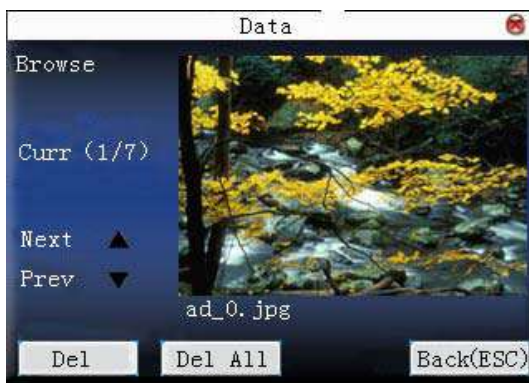 Data
Browse
Curr (1/7)
Next
Prev
ad_0.jpg
Del
Del All
Back(ESC)